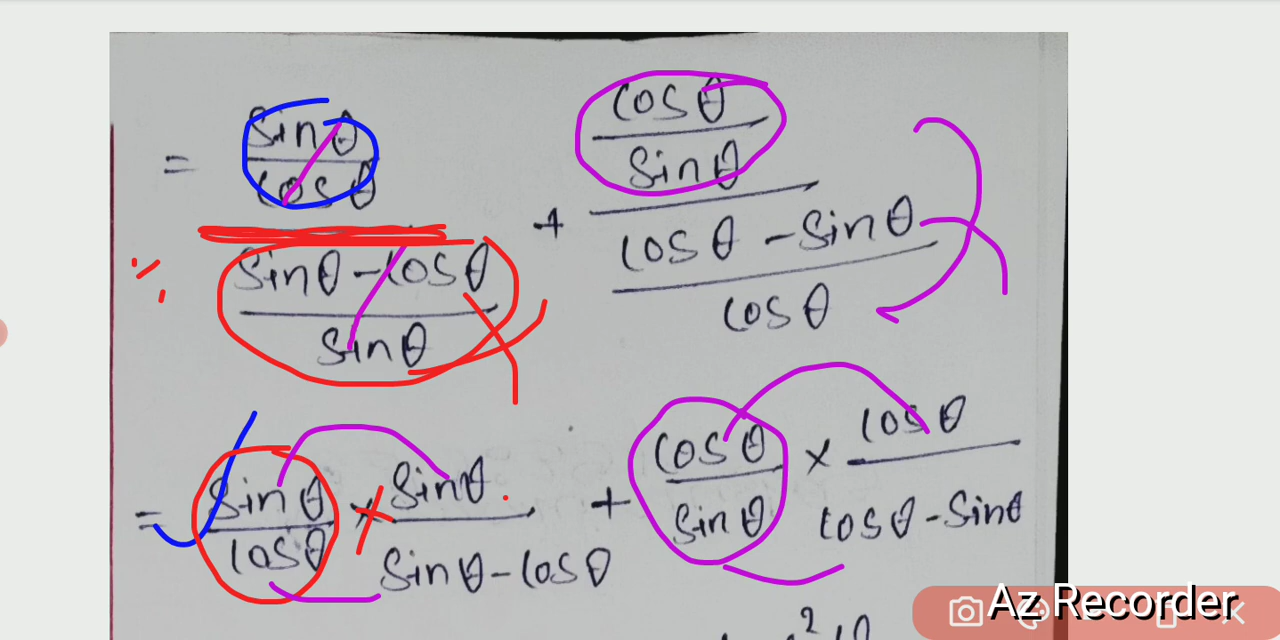 = (sinθ/cosθ)/((sinθ-cosθ)/sinθ) + (cosθ/sinθ)/((cosθ-sinθ)/cosθ)
= sinθ/cosθ × sinθ/(sinθ-cosθ) + cosθ/sinθ × cosθ/(cosθ-sinθ)
Az Recorder